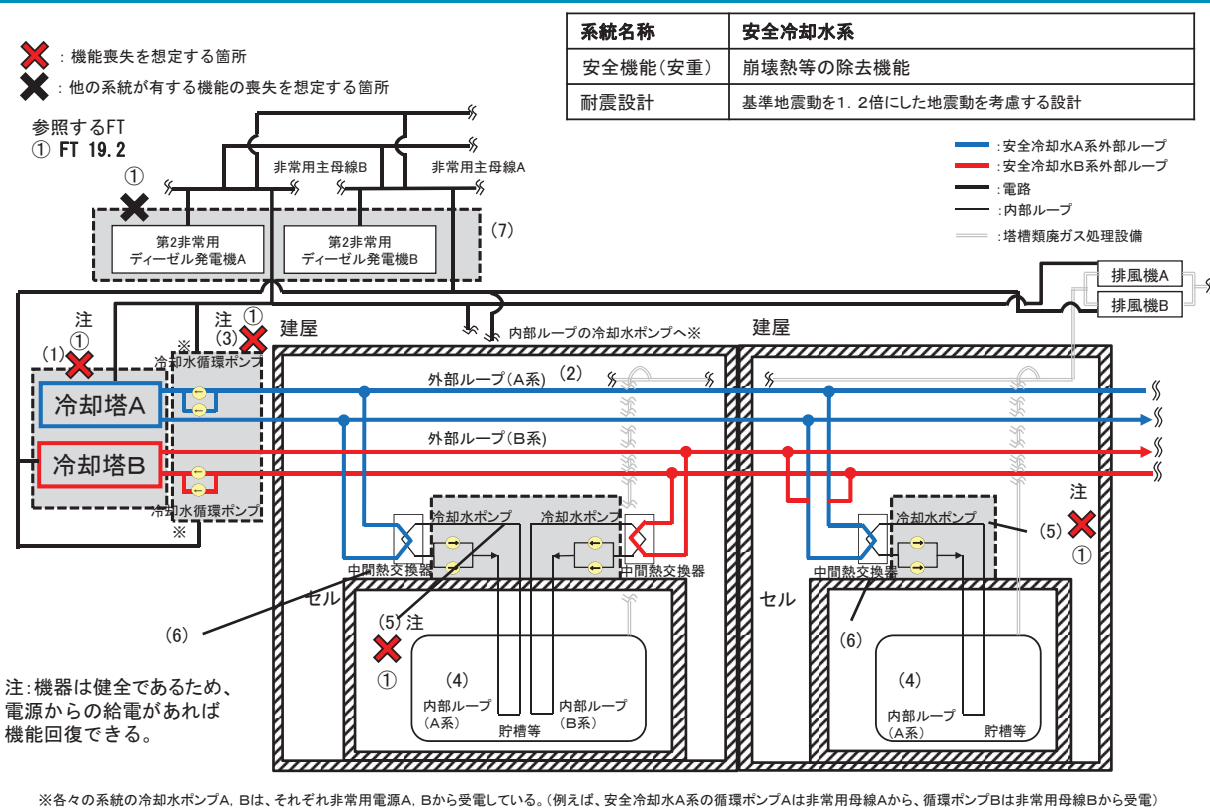 系統名称 安全冷却水系
安全機能(安重) 崩壊熱等の除去機能
耐震設計 基準地震動を1.2倍にした地震動を考慮する設計
:機能喪失を想定する箇所
:他の系統が有する機能の喪失を想定する箇所
参照するFT
① FT 19.2
:安全冷却水A系外部ループ
:安全冷却水B系外部ループ
:電路
:内部ループ
:塔槽類廃ガス処理設備
①
非常用主母線B
非常用主母線A
第2非常用
ディーゼル発電機A
第2非常用
ディーゼル発電機B
(7)
排風機A
排風機B
注
(1)
①
※
注
(3)
①
冷却水循環ポンプ
建屋
内部ループの冷却水ポンプへ※
建屋
冷却塔A
冷却塔B
外部ループ(A系)
(2)
外部ループ(B系)
冷却水循環ポンプ
※
冷却水ポンプ
冷却水ポンプ
中間熱交換器
中間熱交換器
冷却水ポンプ
中間熱交換器
注
(5)
①
セル
(6)
(5)注
①
(4)
内部ループ
(A系)
貯槽等
内部ループ
(B系)
セル
(6)
(4)
内部ループ
(A系)
貯槽等
注:機器は健全であるため、
電源からの給電があれば
機能回復できる。
※各々の系統の冷却水ポンプA, Bは、それぞれ非常用電源A, Bから受電している。(例えば、安全冷却水A系の循環ポンプAは非常用母線Aから、循環ポンプBは非常用母線Bから受電)